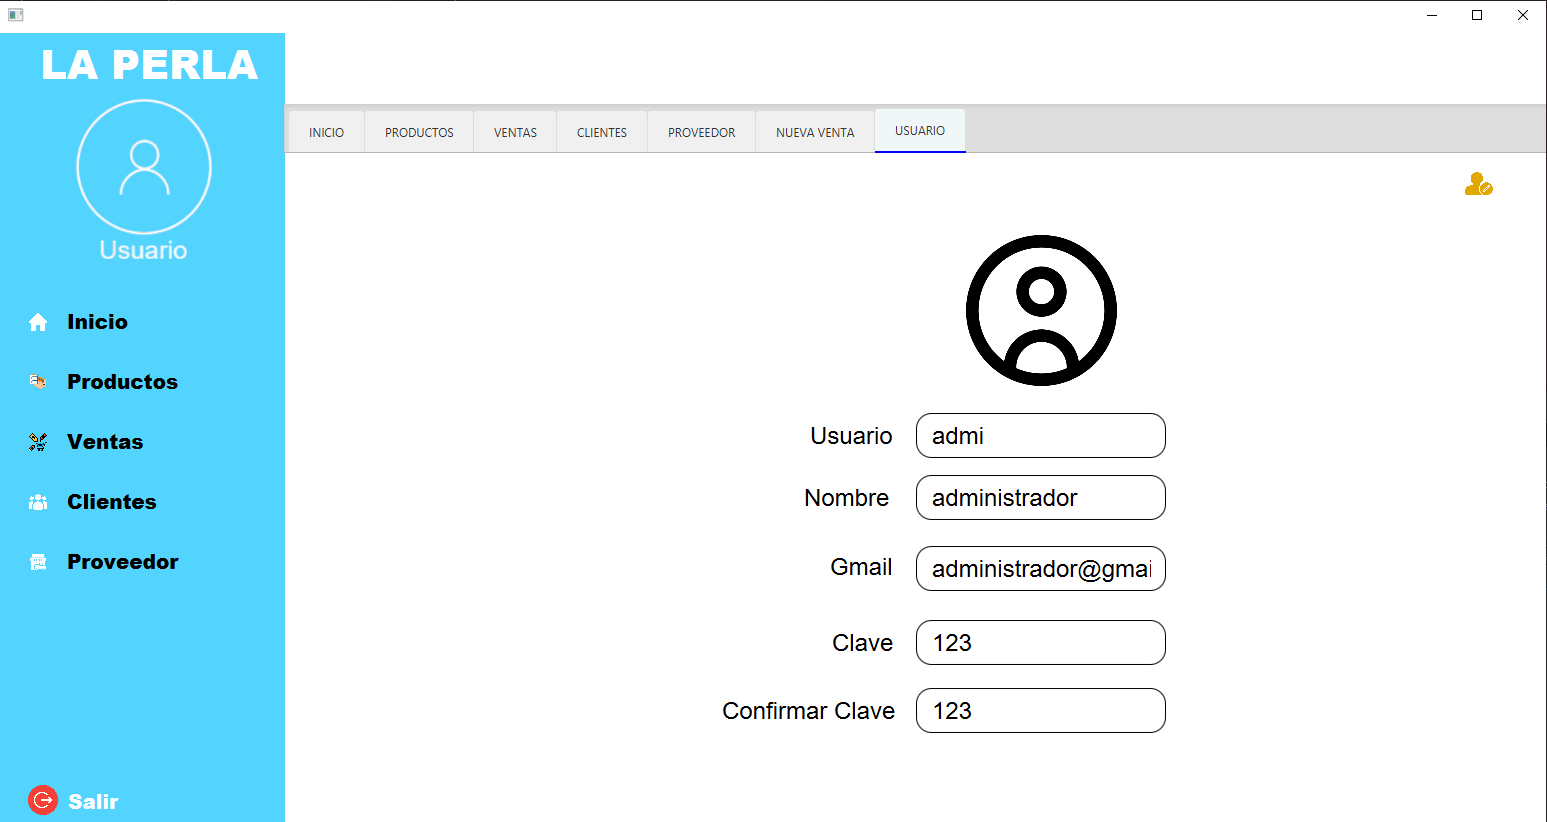 LA PERLA
Usuario
Inicio
Productos
Ventas
Clientes
Proveedor
Salir
INICIO PRODUCTOS VENTAS CLIENTES PROVEEDOR NUEVA VENTA USUARIO
Usuario admi
Nombre administrador
Gmail administrador@gmai
Clave 123
Confirmar Clave 123